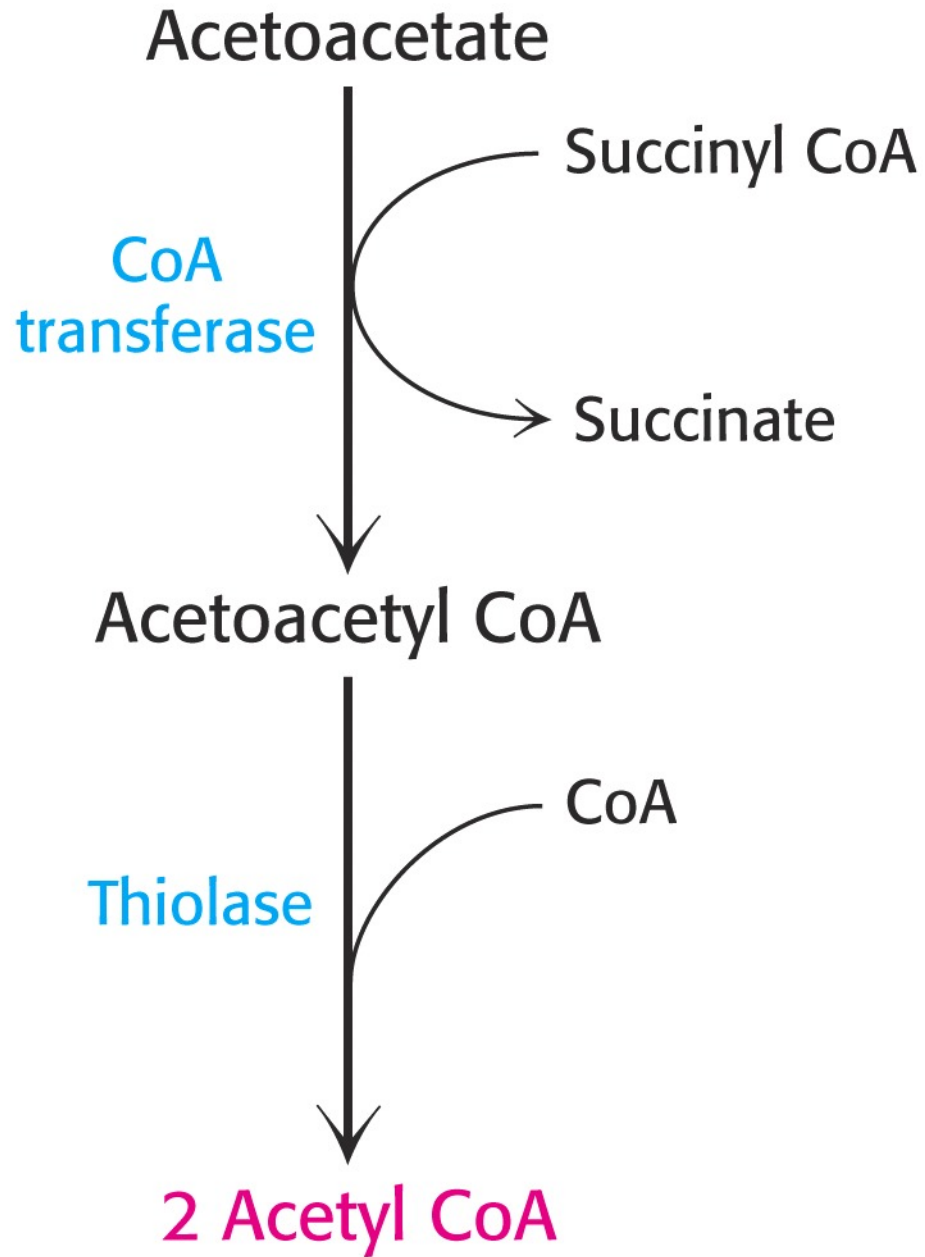 Acetoacetate
Succinyl CoA
CoA
transferase
Succinate
Acetoacetyl CoA
CoA
Thiolase
2 Acetyl CoA